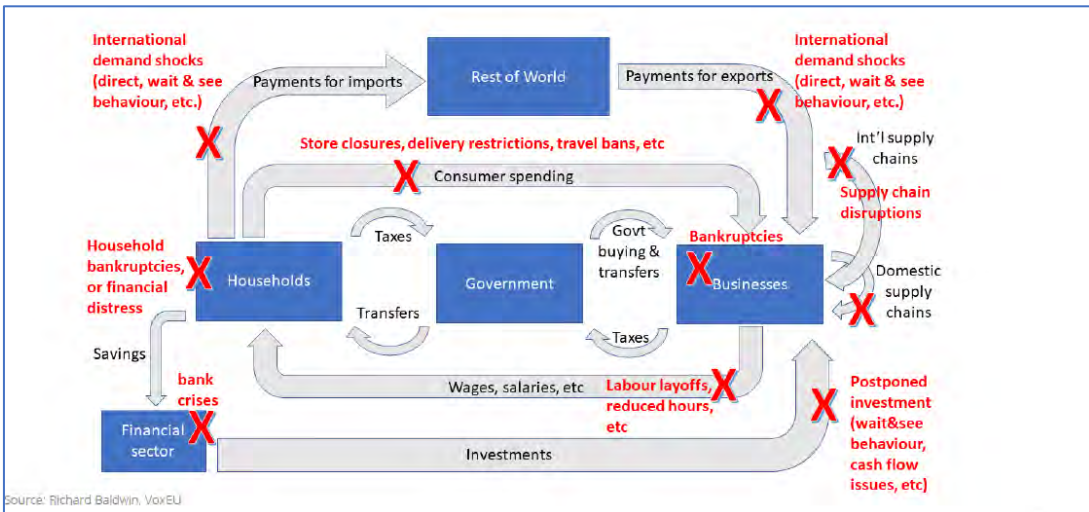 International
demand shocks
(direct, wait & see
behaviour, etc.)
Payments for imports
Rest of World
Payments for exports
International
demand shocks
(direct, wait & see
behaviour, etc.)
Store closures, delivery restrictions, travel bans, etc
Consumer spending
Int'l supply
chains
Supply chain
disruptions
Household
bankruptcies,
or financial
distress
Households
Taxes
Transfers
Government
Govt
buying &
transfers
Taxes
Bankruptcies
Businesses
Domestic
supply
chains
Savings
bank
crises
Financial
sector
Wages, salaries, etc
Labour layoffs,
reduced hours,
etc
Investments
Postponed
investment
(wait&see
behaviour,
cash flow
issues, etc)
Source: Richard Baldwin, VoxEU